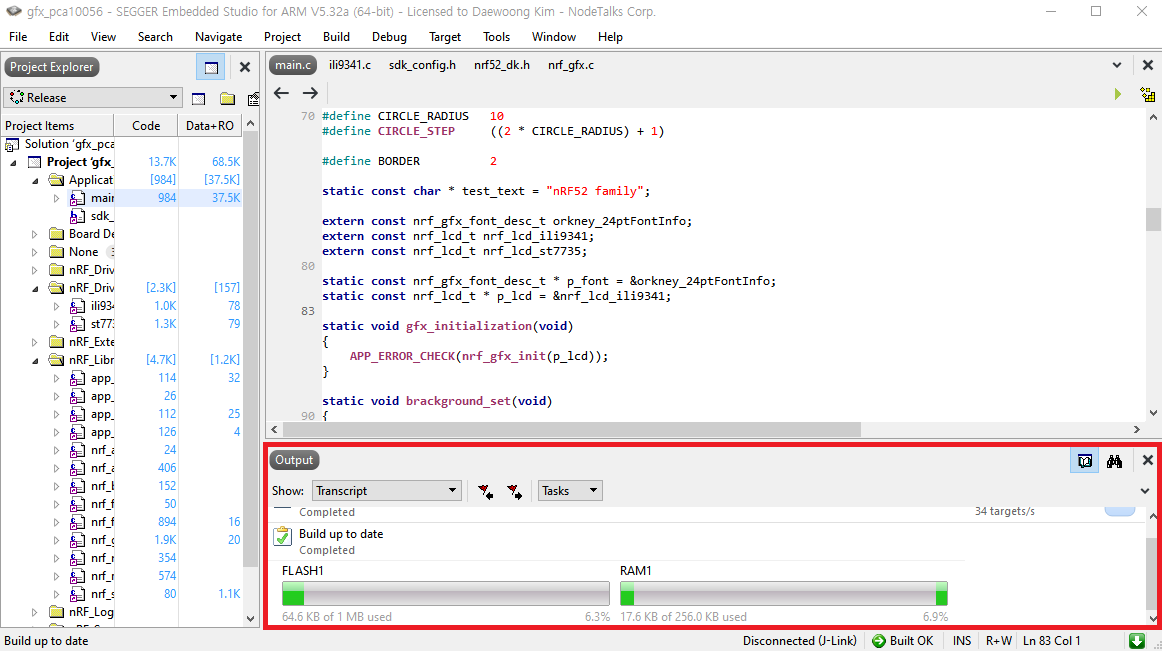 gfx_pca10056 - SEGGER Embedded Studio for ARM V5.32a (64-bit) - Licensed to Daewoong Kim - NodeTalks Corp.
File Edit View Search Navigate Project Build Debug Target Tools Window Help
Project Explorer
Release
Project Items Code Data+RO
Solution 'gfx_pca
Project 'gfx_ 13.7K 68.5K
Applicat [984] [37.5K]
main 984 37.5K
sdk_
Board De
None
nRF_Driv
nRF_Driv [2.3K] [157]
ili934 1.0K 78
st773 1.3K 79
nRF_Exte
nRF_Libr [4.7K] [1.2K]
app_ 114 32
app_ 26
app_ 112 25
app_ 126 4
nrf_a 24
nrf_a 406
nrf_b 152
nrf_f 50
nrf_f 894 16
nrf_g 1.9K 20
nrf_r 354
nrf_r 574
nrf_s 80 1.1K
nRF_Log
main.c ili9341.c sdk_config.h nrf52_dk.h nrf_gfx.c
70 #define CIRCLE_RADIUS 10
#define CIRCLE_STEP ((2 * CIRCLE_RADIUS) + 1)
#define BORDER 2
static const char * test_text = "nRF52 family";
extern const nrf_gfx_font_desc_t orkney_24ptFontInfo;
extern const nrf_lcd_t nrf_lcd_ili9341;
extern const nrf_lcd_t nrf_lcd_st7735;
80
static const nrf_gfx_font_desc_t * p_font = &orkney_24ptFontInfo;
static const nrf_lcd_t * p_lcd = &nrf_lcd_ili9341;
83
static void gfx_initialization(void)
{
APP_ERROR_CHECK(nrf_gfx_init(p_lcd));
}
static void brackground_set(void)
90 {
Output
Show: Transcript Tasks
Completed 34 targets/s
Build up to date
Completed
FLASH1 RAM1
64.6 KB of 1 MB used 6.3% 17.6 KB of 256.0 KB used 6.9%
Build up to date Disconnected (J-Link) Built OK INS R+W Ln 83 Col 1